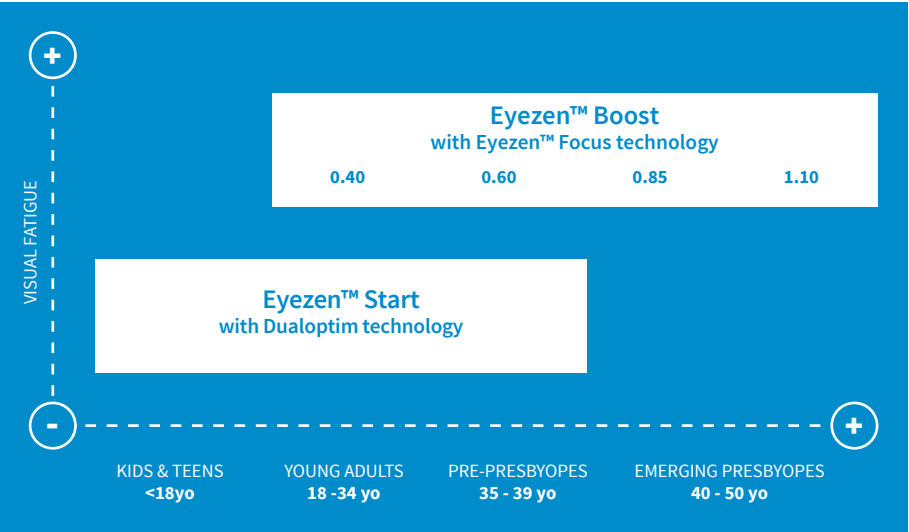 +
VISUAL FATIGUE
Eyezen™ Boost
with Eyezen™ Focus technology
0.40 0.60 0.85 1.10
Eyezen™ Start
with Dualoptim technology
- +
KIDS & TEENS YOUNG ADULTS PRE-PRESBYOPES EMERGING PRESBYOPES
<18yo 18 -34 yo 35 - 39 yo 40 - 50 yo